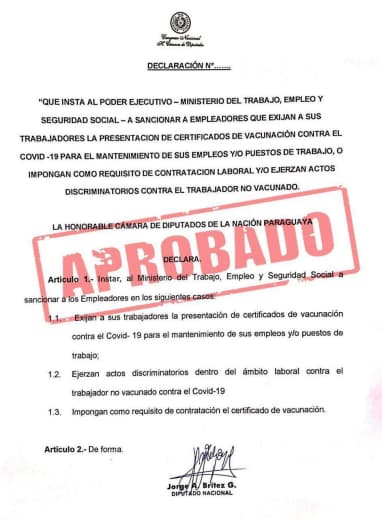 Congreso Nacional
H. Cámara de Diputados
DECLARACIÓN Nº.......
"QUE INSTA AL PODER EJECUTIVO – MINISTERIO DEL TRABAJO, EMPLEO Y
SEGURIDAD SOCIAL – A SANCIONAR A EMPLEADORES QUE EXIJAN A SUS
TRABAJADORES LA PRESENTACION DE CERTIFICADOS DE VACUNACIÓN CONTRA EL
COVID -19 PARA EL MANTENIMIENTO DE SUS EMPLEOS Y/O PUESTOS DE TRABAJO, O
IMPONGAN COMO REQUISITO DE CONTRATACION LABORAL Y/O EJERZAN ACTOS
DISCRIMINATORIOS CONTRA EL TRABAJADOR NO VACUNADO.
LA HONORABLE CÁMARA DE DIPUTADOS DE LA NACIÓN PARAGUAYA
APROBADO
DECLARA.
Articulo 1.- Instar, al Ministerio del Trabajo, Empleo y Seguridad Social a
sancionar a los Empleadores en los siguientes casos:
1.1. Exijan a sus trabajadores la presentación de certificados de vacunación
contra el Covid- 19 para el mantenimiento de sus empleos y/o puestos de
trabajo;
1.2. Ejerzan actos discriminatorios dentro del ámbito laboral contra el
trabajador no vacunado contra el Covid-19
1.3. Impongan como requisito de contratación el certificado de vacunación.
Artículo 2.- De forma.
Jorge A. Brítez G.
DIPUTADO NACIONAL